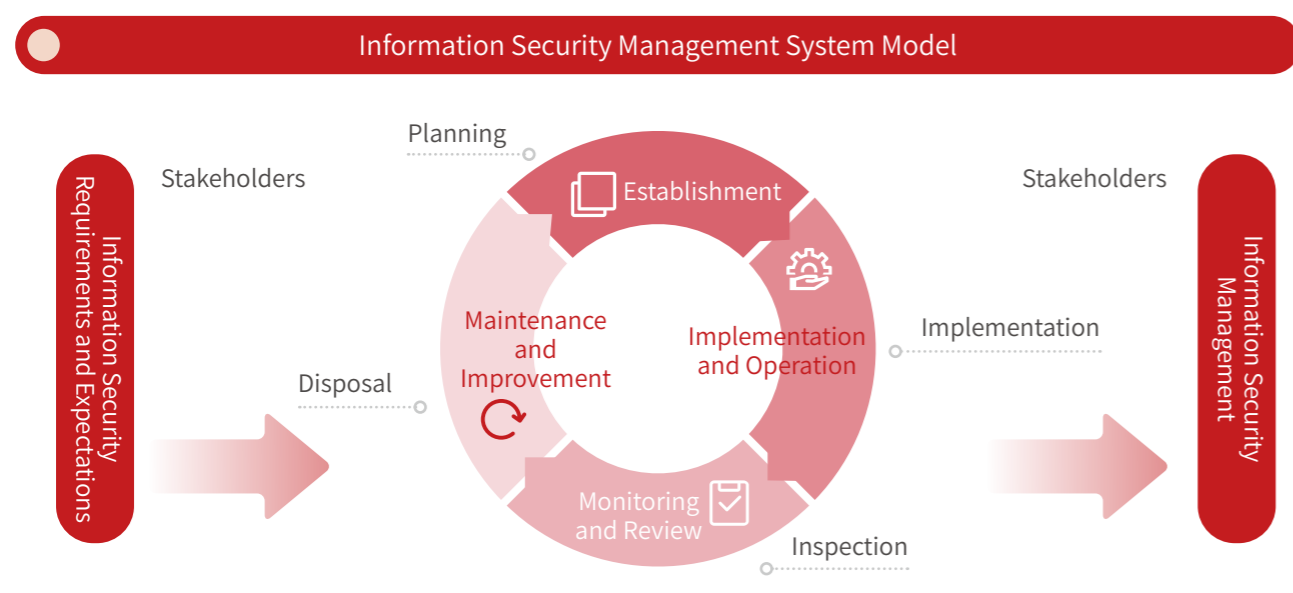 Information Security Management System Model
Information Security
Requirements and Expectations
Stakeholders
Planning
Establishment
Maintenance
and
Improvement
Disposal
Implementation
and Operation
Implementation
Monitoring
and Review
Inspection
Stakeholders
Information Security
Management